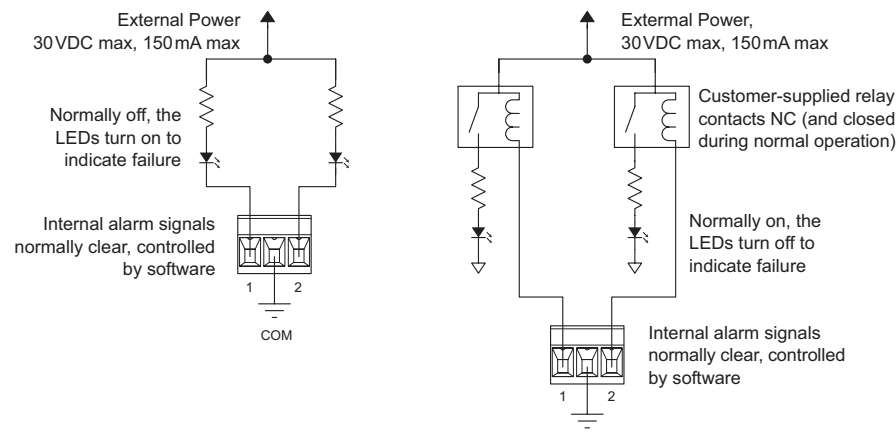 External Power
30 VDC max, 150 mA max
Normally off, the
LEDs turn on to
indicate failure
Internal alarm signals
normally clear, controlled
by software
1 2
COM
Extermal Power,
30 VDC max, 150 mA max
Customer-supplied relay
contacts NC (and closed
during normal operation)
Normally on, the
LEDs turn off to
indicate failure
Internal alarm signals
normally clear, controlled
by software
1 2